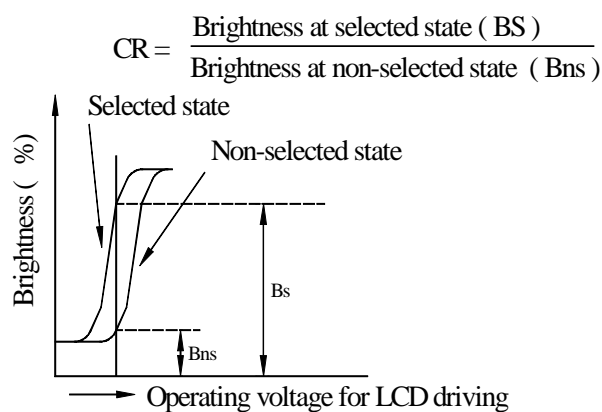 CR = Brightness at selected state ( BS )
Brightness at non-selected state ( Bns )
Selected state
Non-selected state
Brightness ( %)
Bs
Bns
Operating voltage for LCD driving